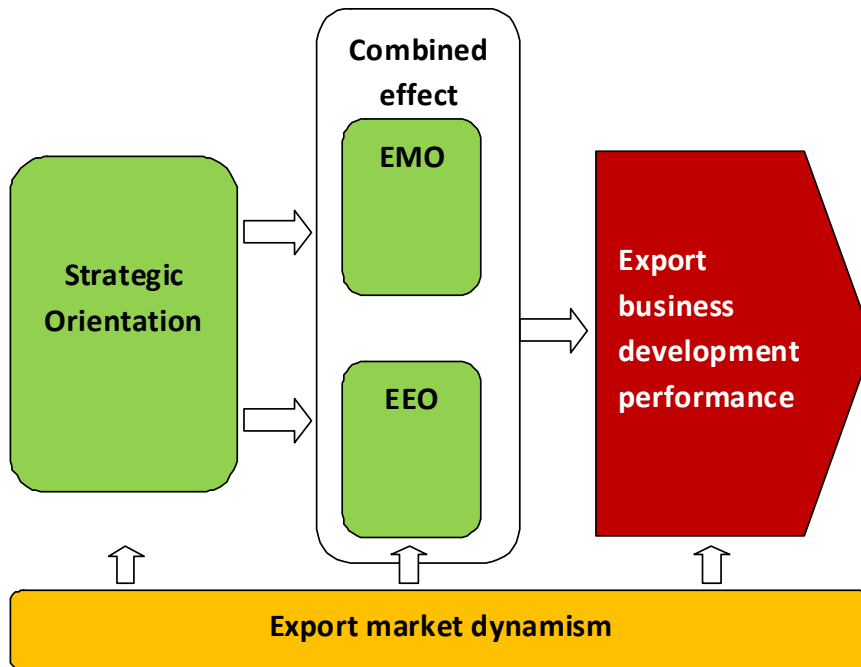 Combined
effect
EMO
Strategic
Orientation
EEO
Export
business
development
performance
Export market dynamism